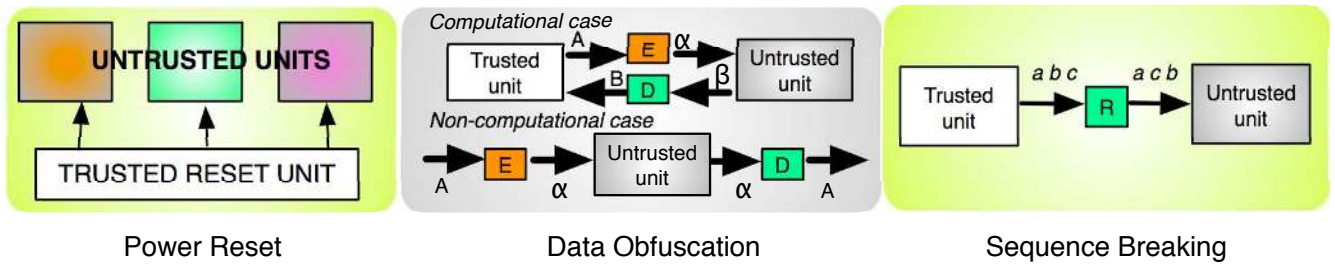 UNTRUSTED UNITS
TRUSTED RESET UNIT
Power Reset
Computational case
Trusted
unit
A
E
α
Untrusted
unit
B
D
β
Non-computational case
A
E
α
Untrusted
unit
α
D
A
Data Obfuscation
Trusted
unit
a b c
R
a c b
Untrusted
unit
Sequence Breaking